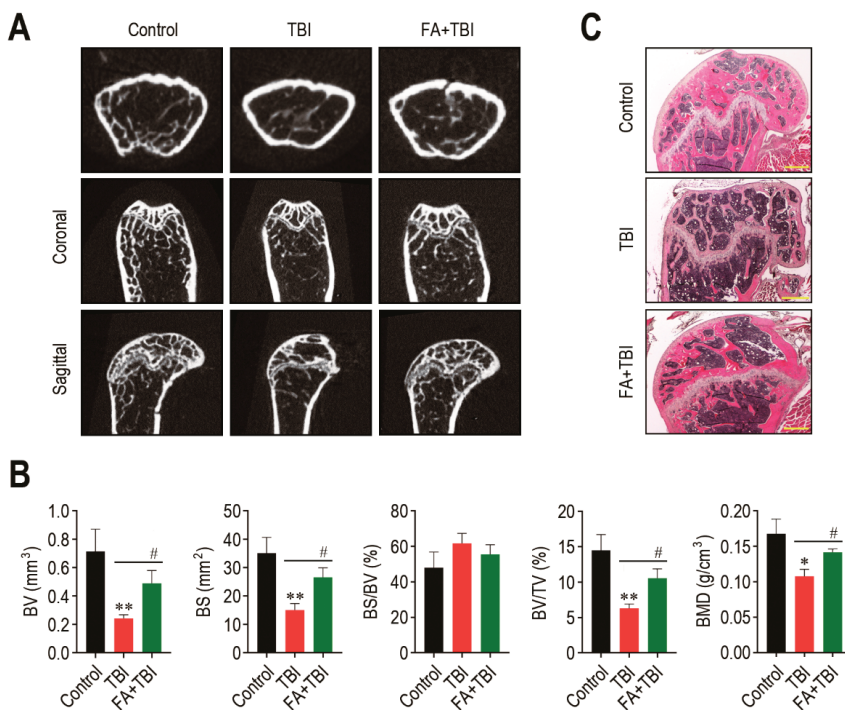 A
Control TBI FA+TBI
Coronal
Sagittal
C
Control
TBI
FA+TBI
B
BV (mm³)
1.0
0.8
0.6
0.4
0.2
0.0
**
#
Control TBI FA+TBI
BS (mm²)
50
40
30
20
10
0
**
#
Control TBI FA+TBI
BS/BV (%)
80
60
40
20
0
Control TBI FA+TBI
BV/TV (%)
20
15
10
5
0
**
#
Control TBI FA+TBI
BMD (g/cm³)
0.20
0.15
0.10
0.05
0.00
*
#
Control TBI FA+TBI